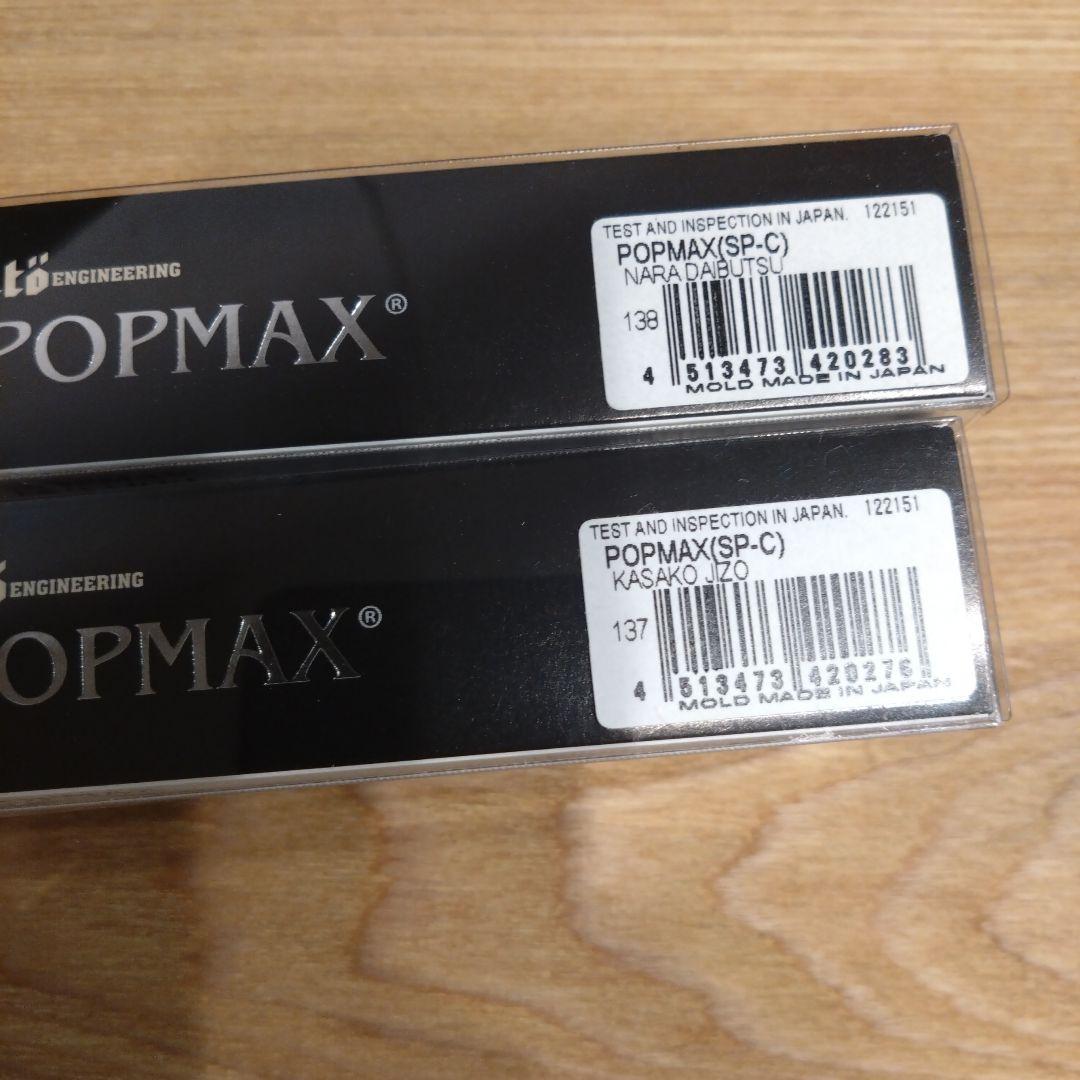 ENGINEERING
POPMAX®
TEST AND INSPECTION IN JAPAN. 122151
POPMAX(SP-C)
NARA DAIBUTSU
138
4 513473 420283
MOLD MADE IN JAPAN
ENGINEERING
OPMAX®
TEST AND INSPECTION IN JAPAN. 122151
POPMAX(SP-C)
KASAKO JIZO
137
4 513473 420276
MOLD MADE IN JAPAN